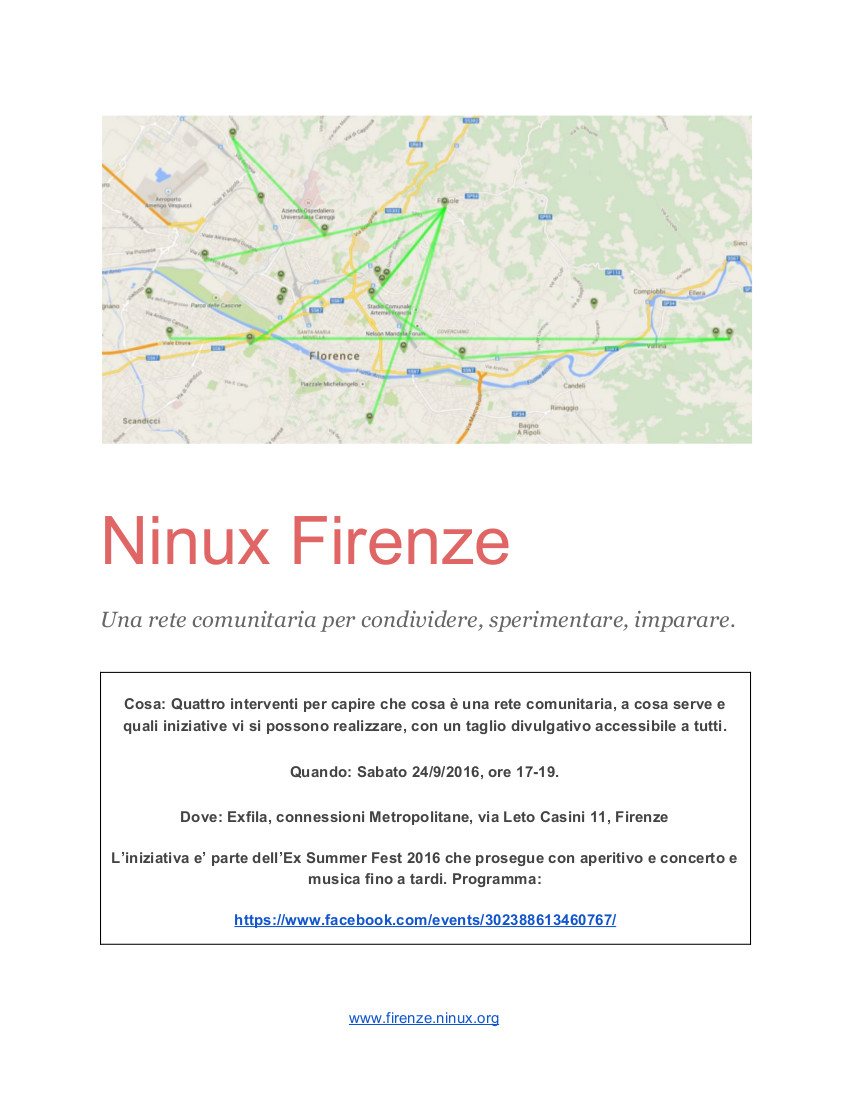 Fiesole
Aeroporto
Amerigo Vespucci
Azienda Ospedaliero
Universitaria Careggi
Sieci
Compiobbi
Ellera
Parco delle Cascine
Stadio Comunale
Artemio Franchi
Nelson Mandela Forum
COVERCIANO
SANTA MARIA
NOVELLA
Florence
Vallina
Piazzale Michelangelo
Candeli
Rimaggio
Bagno
A Ripoli
Scandicci
Ninux Firenze
Una rete comunitaria per condividere, sperimentare, imparare.
Cosa: Quattro interventi per capire che cosa è una rete comunitaria, a cosa serve e
quali iniziative vi si possono realizzare, con un taglio divulgativo accessibile a tutti.
Quando: Sabato 24/9/2016, ore 17-19.
Dove: Exfila, connessioni Metropolitane, via Leto Casini 11, Firenze
L’iniziativa e’ parte dell’Ex Summer Fest 2016 che prosegue con aperitivo e concerto e
musica fino a tardi. Programma:
https://www.facebook.com/events/302388613460767/
www.firenze.ninux.org